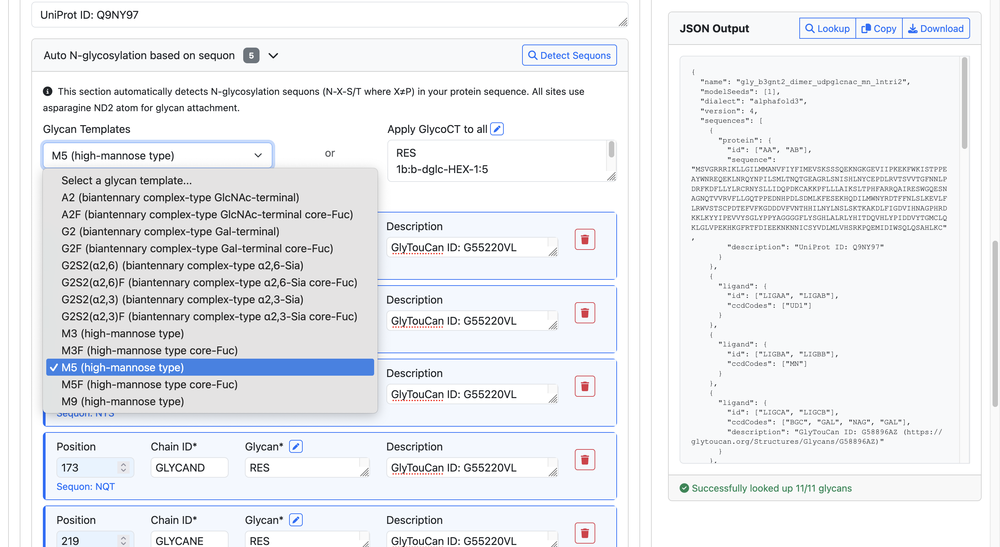 UniProt ID: Q9NY97
Auto N-glycosylation based on sequon 5
Detect Sequons
This section automatically detects N-glycosylation sequons (N-X-S/T where X≠P) in your protein sequence. All sites use
asparagine ND2 atom for glycan attachment.
Glycan Templates
M5 (high-mannose type)
or
Apply GlycoCT to all
RES
1b:b-dglc-HEX-1:5
Select a glycan template...
A2 (biantennary complex-type GlcNAc-terminal)
A2F (biantennary complex-type GlcNAc-terminal core-Fuc)
G2 (biantennary complex-type Gal-terminal)
G2F (biantennary complex-type Gal-terminal core-Fuc)
G2S2(α2,6) (biantennary complex-type α2,6-Sia)
G2S2(α2,6)F (biantennary complex-type α2,6-Sia core-Fuc)
G2S2(α2,3) (biantennary complex-type α2,3-Sia)
G2S2(α2,3)F (biantennary complex-type α2,3-Sia core-Fuc)
M3 (high-mannose type)
M3F (high-mannose type core-Fuc)
✓ M5 (high-mannose type)
M5F (high-mannose type core-Fuc)
M9 (high-mannose type)
Description
GlyTouCan ID: G55220VL
Description
GlyTouCan ID: G55220VL
Description
GlyTouCan ID: G55220VL
Sequon: NYS
Position Chain ID* Glycan* Description
173 GLYCAND RES GlyTouCan ID: G55220VL
Sequon: NQT
Position Chain ID* Glycan* Description
219 GLYCANE RES GlyTouCan ID: G55220VL
JSON Output
Lookup Copy Download
{
"name": "gly_b3gnt2_dimer_udpglcnac_mn_lntri2",
"modelSeeds": [1],
"dialect": "alphafold3",
"version": 4,
"sequences": [
{
"protein": {
"id": ["AA", "AB"],
"sequence":
"MSVGRRRIKLLGILMMANVFIYFIMEVSKSSSQEKNGKGEVIIPKEKFWKISTPPE
AYWNREQEKLNRQYNPILSMLTNQTGEAGRLSNISHLNYCEPDLRVTSVVTGFNNLP
DRFKDFLLYLRCRNYSLLIDQPDKCAKKPFLLLAIKSLTPHFARRQAIRESWGQESN
AGNQTVVRVFLLGQTPPEDNHPDLSDMLKFESEKHQDILMWNYRDTFFNLSLKEVLF
LRWVSTSCPDTEFVFKGDDDVFVNTHHILNYLNSLSKTKAKDLFIGDVIHNAGPHRD
KKLKYYIPEVVYSGLYPPYAGGGGFLYSGHLALRLYHITDQVHLYPIDDVYTGMCLQ
KLGLVPEKHKGFRTFDIEEKNKNNICSYVDLMLVHSRKPQEMIDIWSQLQSAHLKC"
,
"description": "UniProt ID: Q9NY97"
}
},
{
"ligand": {
"id": ["LIGAA", "LIGAB"],
"ccdCodes": ["UD1"]
}
},
{
"ligand": {
"id": ["LIGBA", "LIGBB"],
"ccdCodes": ["MN"]
}
},
{
"ligand": {
"id": ["LIGCA", "LIGCB"],
"ccdCodes": ["BGC", "GAL", "NAG", "GAL"],
"description": "GlyTouCan ID: G58896AZ (https://
glytoucan.org/Structures/Glycans/G58896AZ)"
}
},
Successfully looked up 11/11 glycans